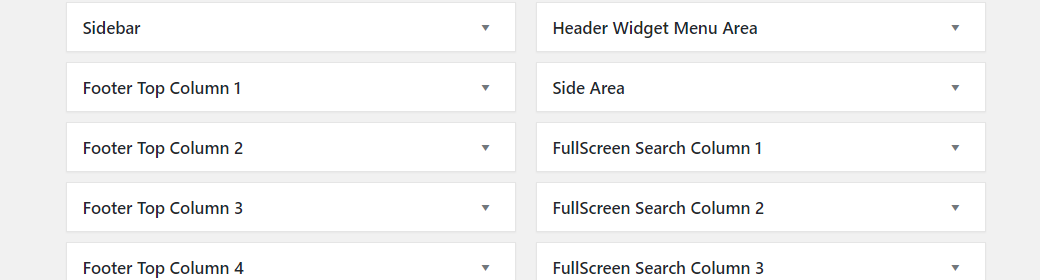 Sidebar
Header Widget Menu Area
Footer Top Column 1
Side Area
Footer Top Column 2
FullScreen Search Column 1
Footer Top Column 3
FullScreen Search Column 2
Footer Top Column 4
FullScreen Search Column 3